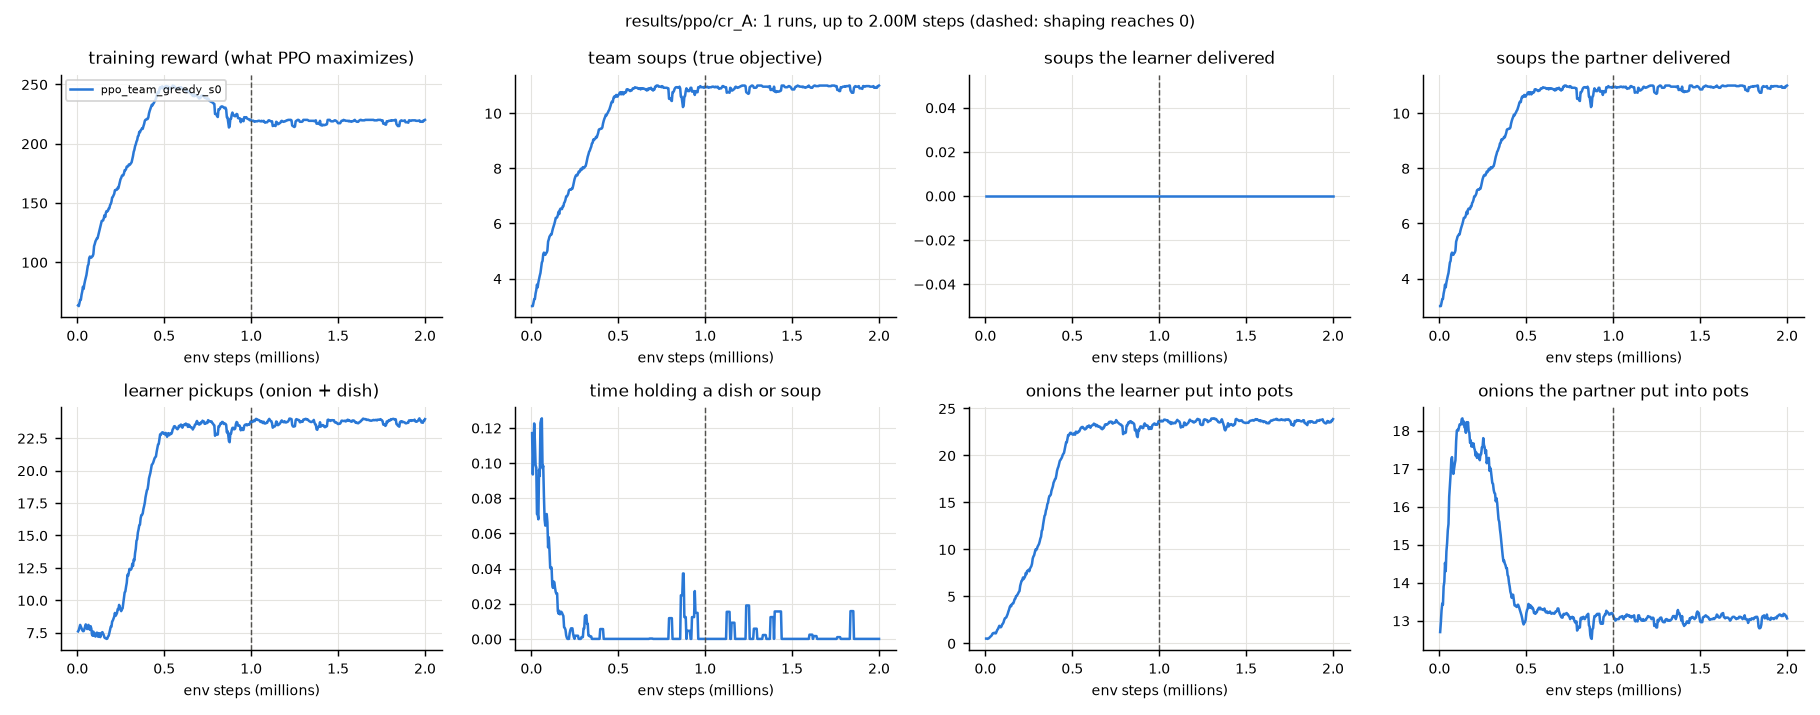 results/ppo/cr_A: 1 runs, up to 2.00M steps (dashed: shaping reaches 0)
training reward (what PPO maximizes)
ppo_team_greedy_s0
250
200
150
100
0.0 0.5 1.0 1.5 2.0
env steps (millions)
team soups (true objective)
10
8
6
4
0.0 0.5 1.0 1.5 2.0
env steps (millions)
soups the learner delivered
0.04
0.02
0.00
−0.02
−0.04
0.0 0.5 1.0 1.5 2.0
env steps (millions)
soups the partner delivered
10
8
6
4
0.0 0.5 1.0 1.5 2.0
env steps (millions)
learner pickups (onion + dish)
22.5
20.0
17.5
15.0
12.5
10.0
7.5
0.0 0.5 1.0 1.5 2.0
env steps (millions)
time holding a dish or soup
0.12
0.10
0.08
0.06
0.04
0.02
0.00
0.0 0.5 1.0 1.5 2.0
env steps (millions)
onions the learner put into pots
25
20
15
10
5
0
0.0 0.5 1.0 1.5 2.0
env steps (millions)
onions the partner put into pots
18
17
16
15
14
13
0.0 0.5 1.0 1.5 2.0
env steps (millions)